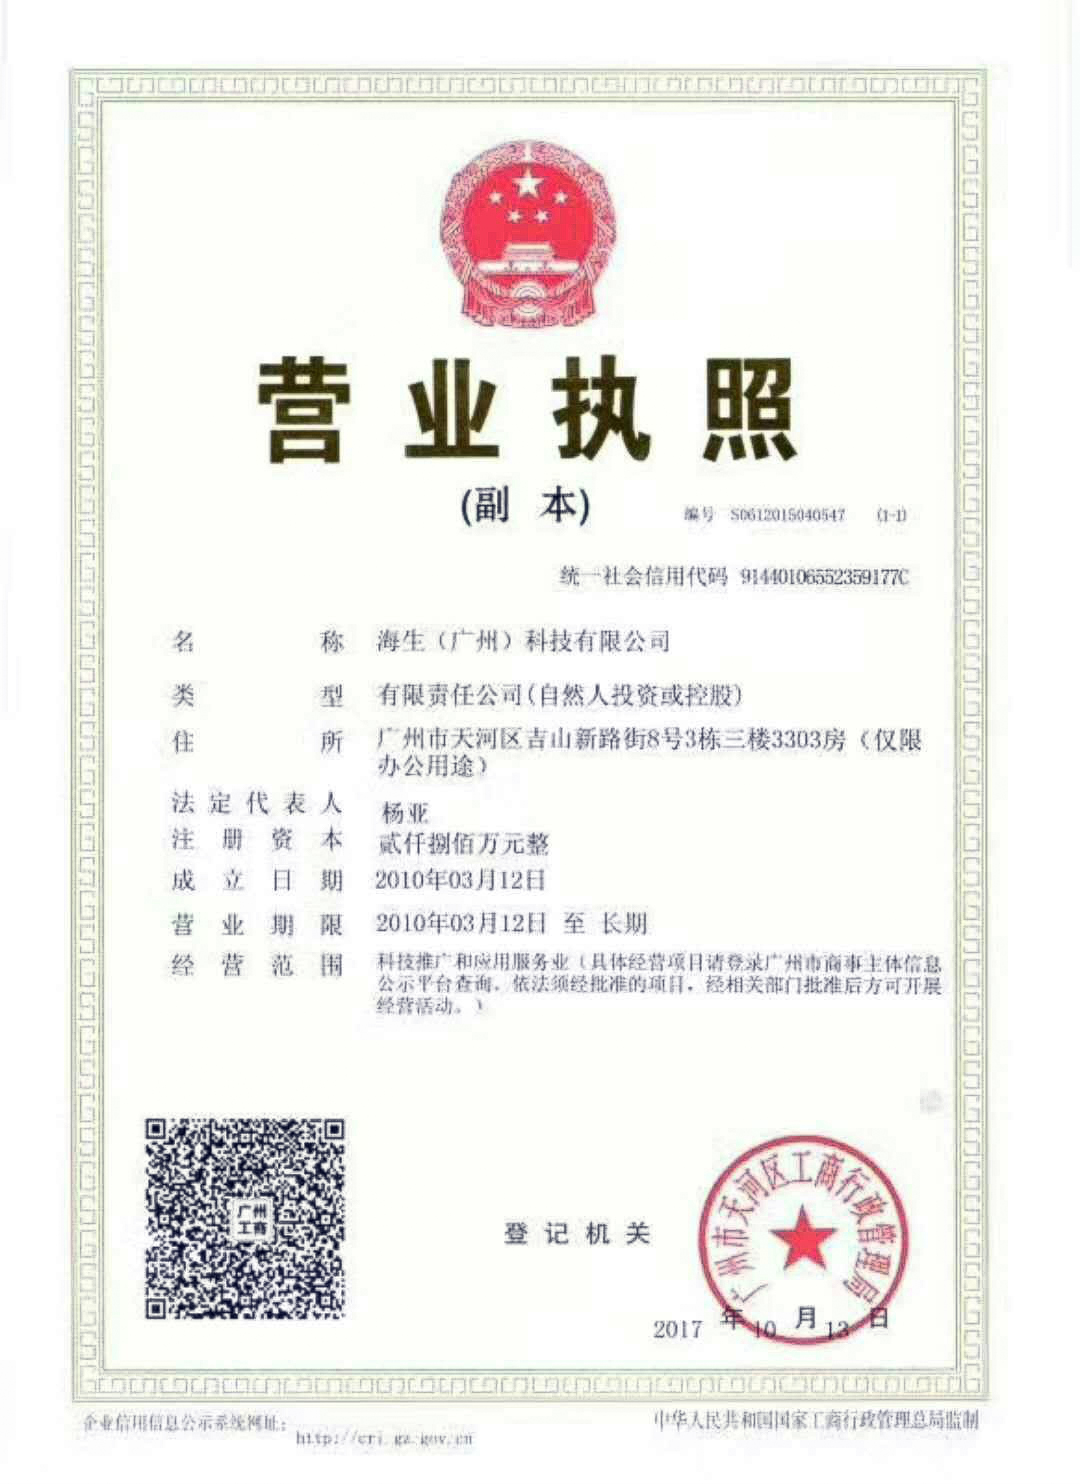 营业执照
(副 本)
编号 S0612015040547 (1-1)
统一社会信用代码 91440106552359177C
名 称 海生（广州）科技有限公司
类 型 有限责任公司(自然人投资或控股)
住 所 广州市天河区吉山新路街8号3栋三楼3303房（仅限
办公用途）
法定代表人 杨亚
注册资本 贰仟捌佰万元整
成立日期 2010年03月12日
营业期限 2010年03月12日 至 长期
经营范围 科技推广和应用服务业（具体经营项目请登录广州市商事主体信息
公示平台查询。依法须经批准的项目，经相关部门批准后方可开展
经营活动。）
广州
工商
登记机关
广州市天河区工商行政管理局
2017 年 10 月 13 日
企业信用信息公示系统网址：
http://cri.gz.gov.cn
中华人民共和国国家工商行政管理总局监制